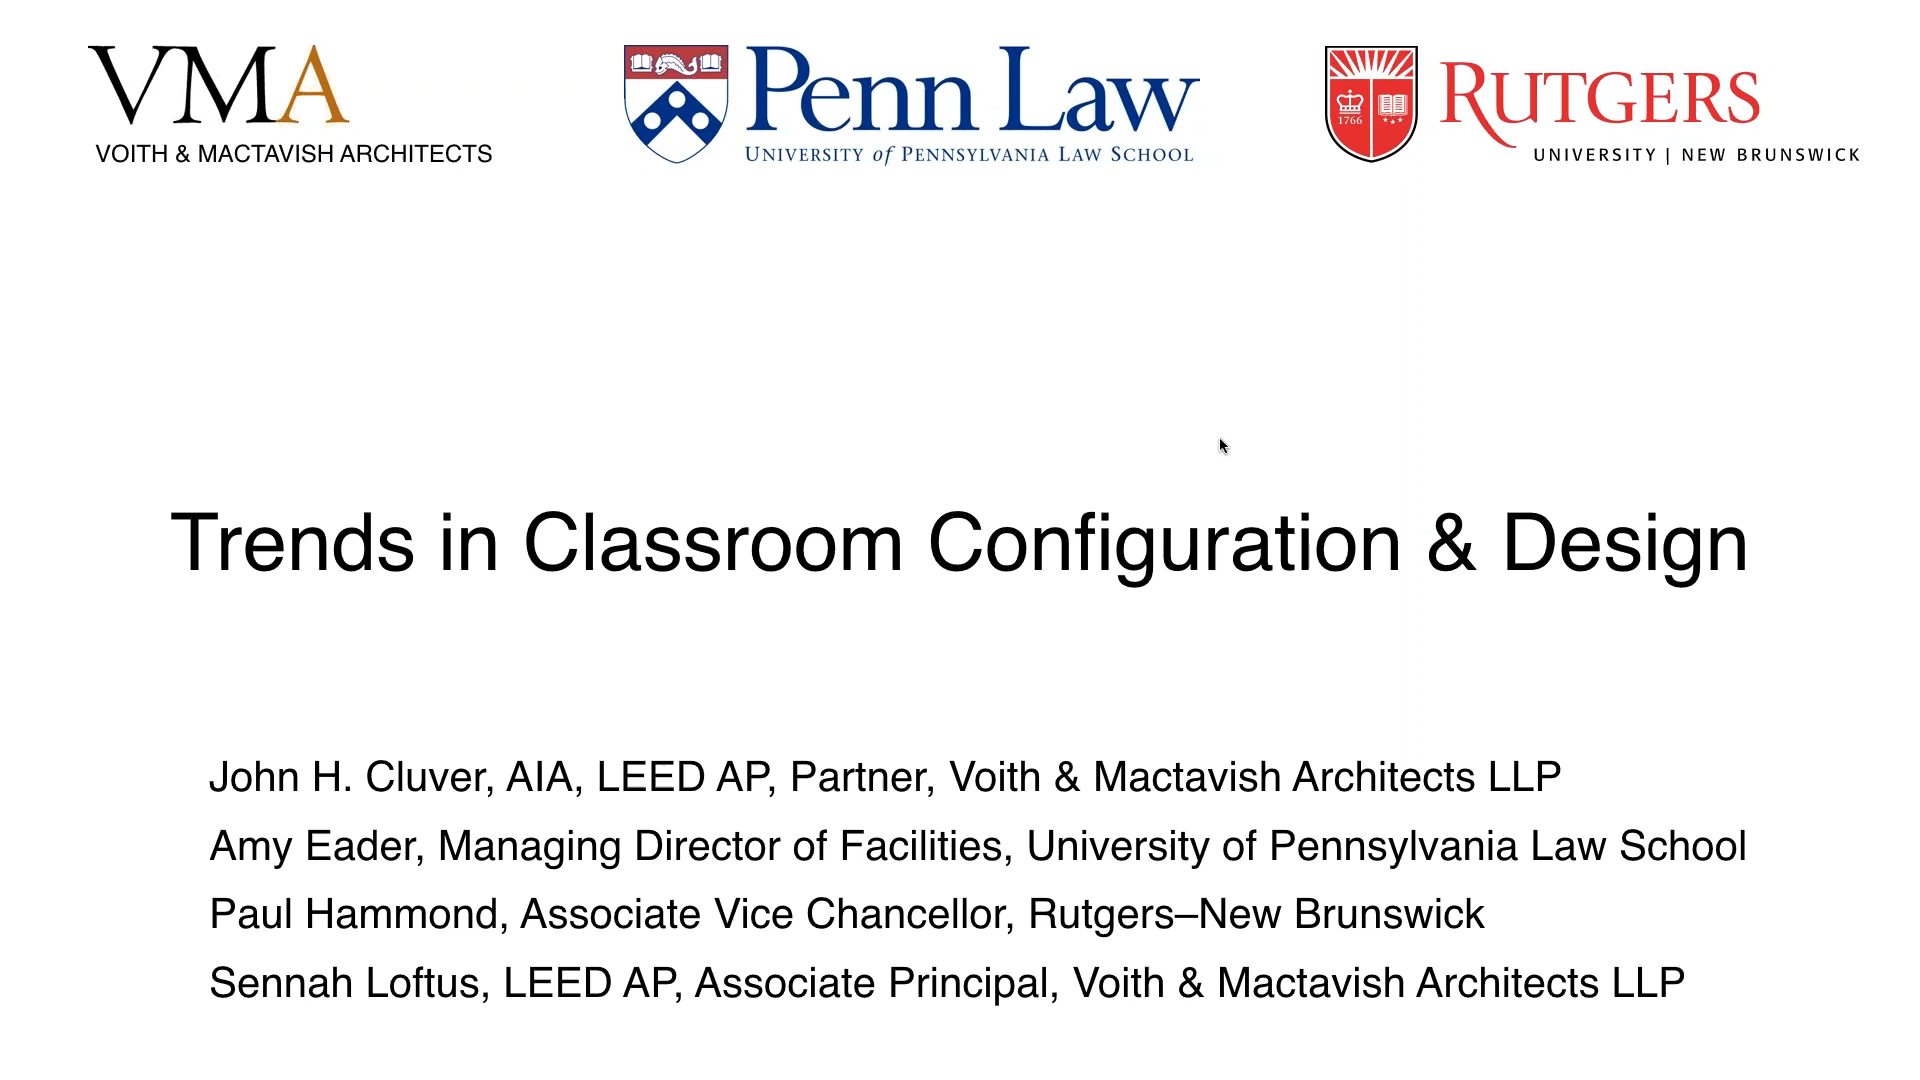 VMA
VOITH & MACTAVISH ARCHITECTS
Penn Law
UNIVERSITY of PENNSYLVANIA LAW SCHOOL
1766
RUTGERS
UNIVERSITY | NEW BRUNSWICK
Trends in Classroom Configuration & Design
John H. Cluver, AIA, LEED AP, Partner, Voith & Mactavish Architects LLP
Amy Eader, Managing Director of Facilities, University of Pennsylvania Law School
Paul Hammond, Associate Vice Chancellor, Rutgers–New Brunswick
Sennah Loftus, LEED AP, Associate Principal, Voith & Mactavish Architects LLP